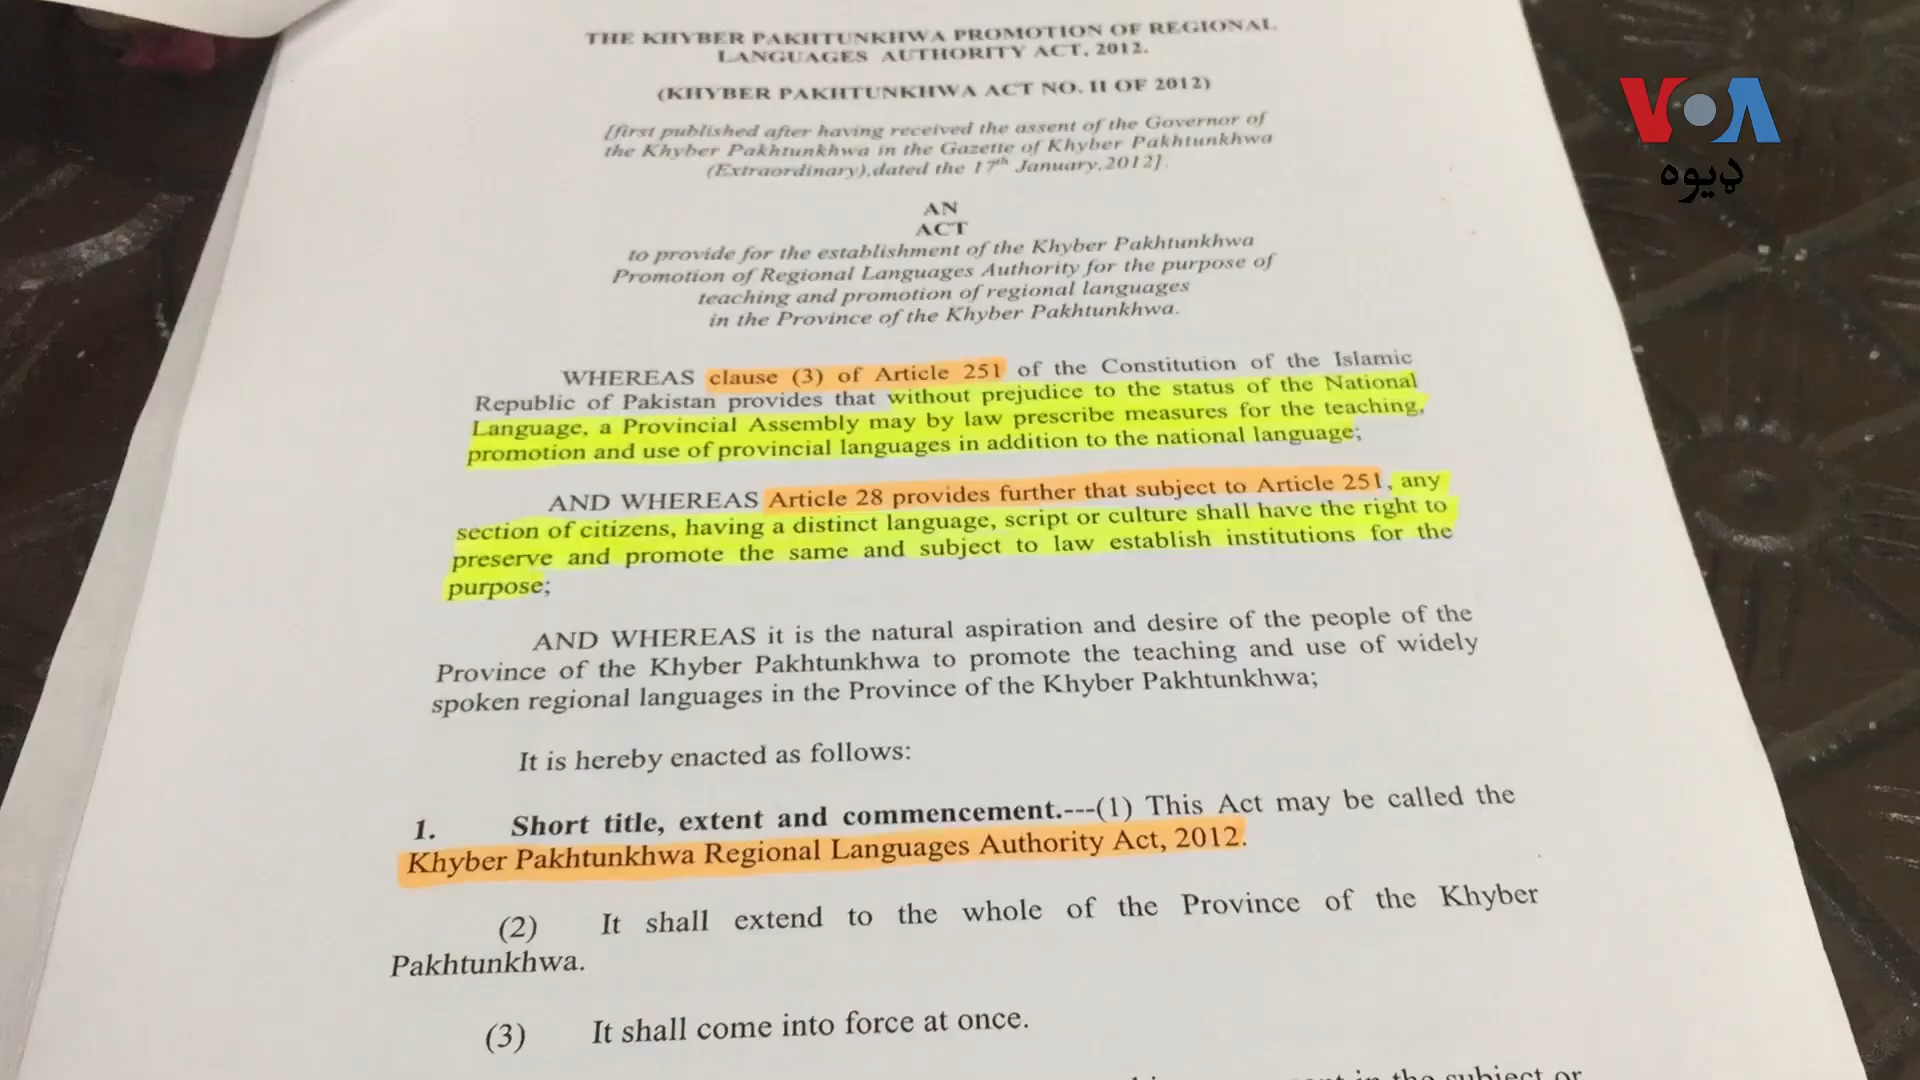 THE KHYBER PAKHTUNKHWA PROMOTION OF REGIONAL
LANGUAGES AUTHORITY ACT, 2012.
(KHYBER PAKHTUNKHWA ACT NO. II OF 2012)
[first published after having received the assent of the Governor of
the Khyber Pakhtunkhwa in the Gazette of Khyber Pakhtunkhwa
(Extraordinary),dated the 17th January,2012].
AN
ACT
to provide for the establishment of the Khyber Pakhtunkhwa
Promotion of Regional Languages Authority for the purpose of
teaching and promotion of regional languages
in the Province of the Khyber Pakhtunkhwa.
WHEREAS clause (3) of Article 251 of the Constitution of the Islamic
Republic of Pakistan provides that without prejudice to the status of the National
Language, a Provincial Assembly may by law prescribe measures for the teaching,
promotion and use of provincial languages in addition to the national language;
AND WHEREAS Article 28 provides further that subject to Article 251, any
section of citizens, having a distinct language, script or culture shall have the right to
preserve and promote the same and subject to law establish institutions for the
purpose;
AND WHEREAS it is the natural aspiration and desire of the people of the
Province of the Khyber Pakhtunkhwa to promote the teaching and use of widely
spoken regional languages in the Province of the Khyber Pakhtunkhwa;
It is hereby enacted as follows:
1. Short title, extent and commencement.---(1) This Act may be called the
Khyber Pakhtunkhwa Regional Languages Authority Act, 2012.
(2) It shall extend to the whole of the Province of the Khyber
Pakhtunkhwa.
(3) It shall come into force at once.
in the subject or
VOA
ډیوه